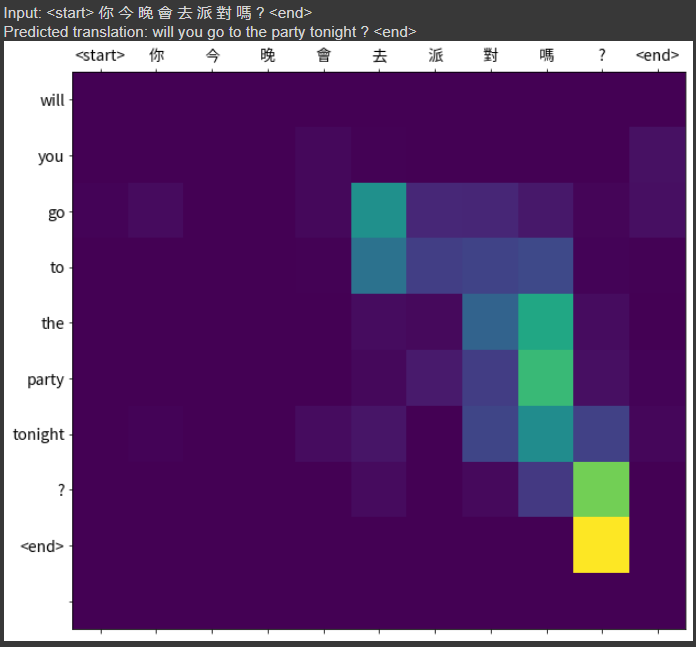 Input: <start> 你 今 晚 會 去 派 對 嗎 ? <end>
Predicted translation: will you go to the party tonight ? <end>
<start> 你 今 晚 會 去 派 對 嗎 ? <end>
will
you
go
to
the
party
tonight
?
<end>